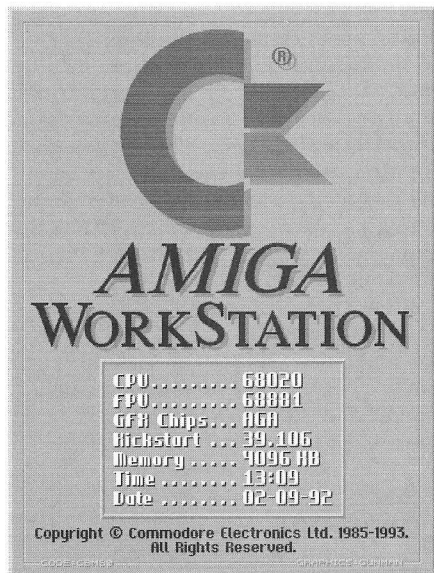 ®
AMIGA
WORKSTATION
CPU......... 68020
FPU......... 68881
GFX Chips... AGA
Kickstart ... 39.106
Memory ..... 4096 KB
Time ........ 13:09
Date ........ 02-09-92
Copyright © Commodore Electronics Ltd. 1985-1993.
All Rights Reserved.